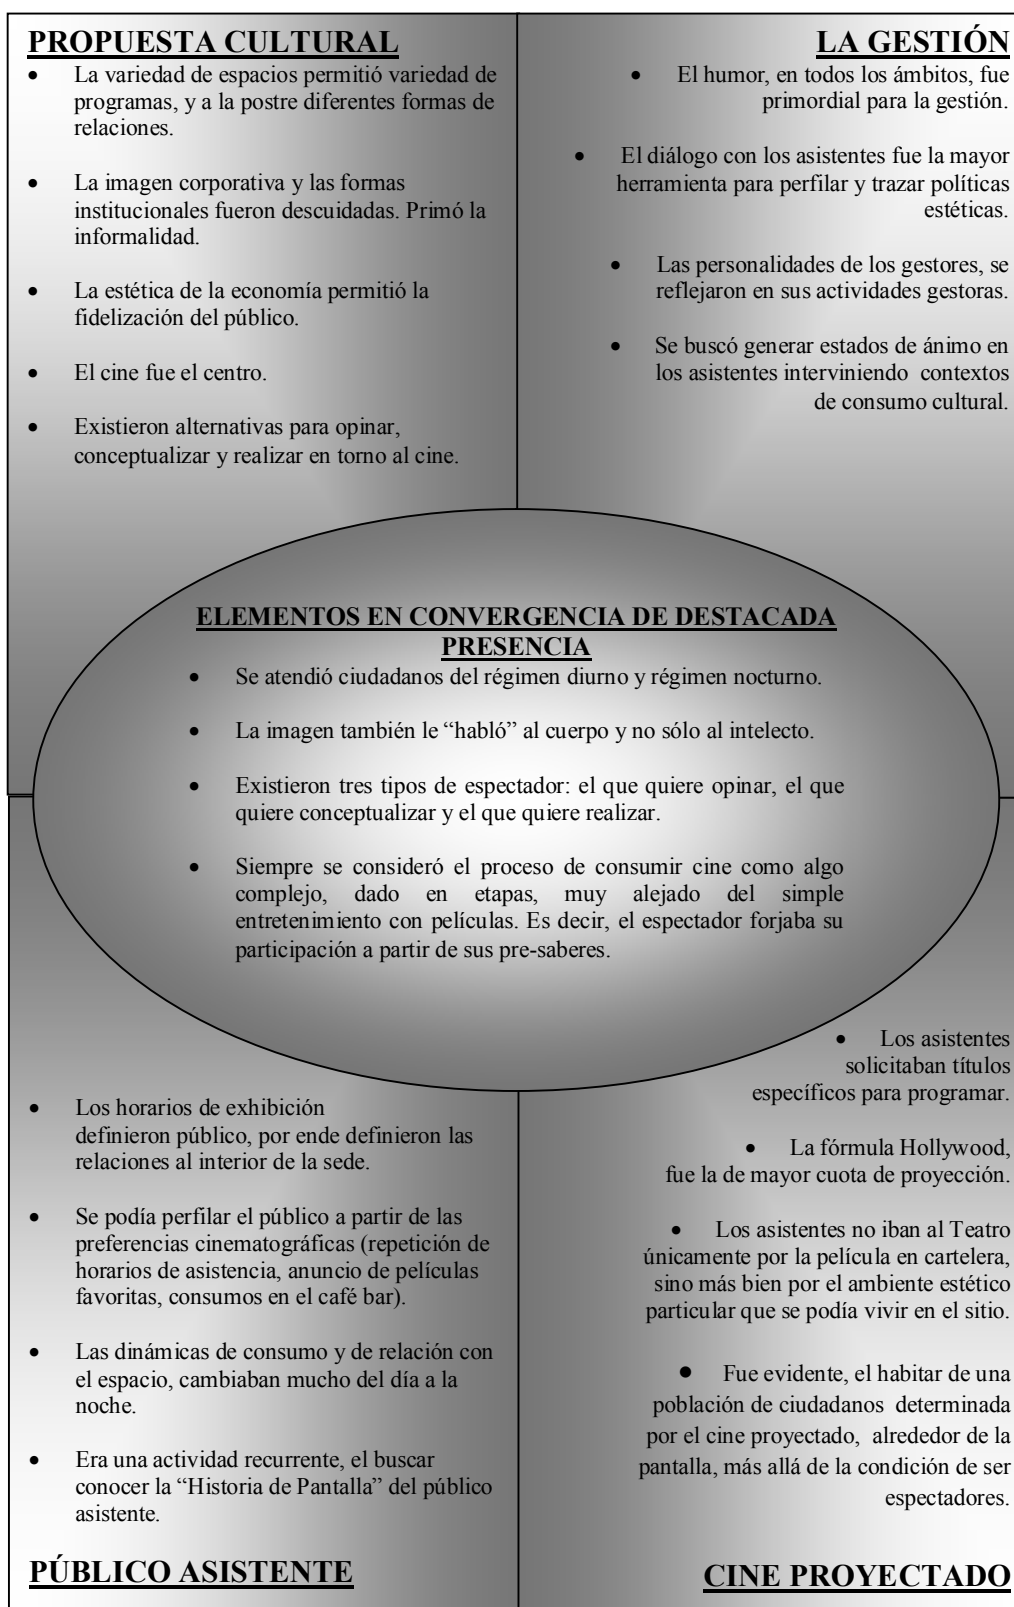 PROPUESTA CULTURAL
• La variedad de espacios permitió variedad de
programas, y a la postre diferentes formas de
relaciones.
• La imagen corporativa y las formas
institucionales fueron descuidadas. Primó la
informalidad.
• La estética de la economía permitió la
fidelización del público.
• El cine fue el centro.
• Existieron alternativas para opinar,
conceptualizar y realizar en torno al cine.
LA GESTIÓN
• El humor, en todos los ámbitos, fue
primordial para la gestión.
• El diálogo con los asistentes fue la mayor
herramienta para perfilar y trazar políticas
estéticas.
• Las personalidades de los gestores, se
reflejaron en sus actividades gestoras.
• Se buscó generar estados de ánimo en
los asistentes interviniendo contextos
de consumo cultural.
ELEMENTOS EN CONVERGENCIA DE DESTACADA
PRESENCIA
• Se atendió ciudadanos del régimen diurno y régimen nocturno.
• La imagen también le “habló” al cuerpo y no sólo al intelecto.
• Existieron tres tipos de espectador: el que quiere opinar, el que
quiere conceptualizar y el que quiere realizar.
• Siempre se consideró el proceso de consumir cine como algo
complejo, dado en etapas, muy alejado del simple
entretenimiento con películas. Es decir, el espectador forjaba su
participación a partir de sus pre-saberes.
• Los horarios de exhibición
definieron público, por ende definieron las
relaciones al interior de la sede.
• Se podía perfilar el público a partir de las
preferencias cinematográficas (repetición de
horarios de asistencia, anuncio de películas
favoritas, consumos en el café bar).
• Las dinámicas de consumo y de relación con
el espacio, cambiaban mucho del día a la
noche.
• Era una actividad recurrente, el buscar
conocer la “Historia de Pantalla” del público
asistente.
PÚBLICO ASISTENTE
• Los asistentes
solicitaban títulos
específicos para programar.
• La fórmula Hollywood,
fue la de mayor cuota de proyección.
• Los asistentes no iban al Teatro
únicamente por la película en cartelera,
sino más bien por el ambiente estético
particular que se podía vivir en el sitio.
• Fue evidente, el habitar de una
población de ciudadanos determinada
por el cine proyectado, alrededor de la
pantalla, más allá de la condición de ser
espectadores.
CINE PROYECTADO